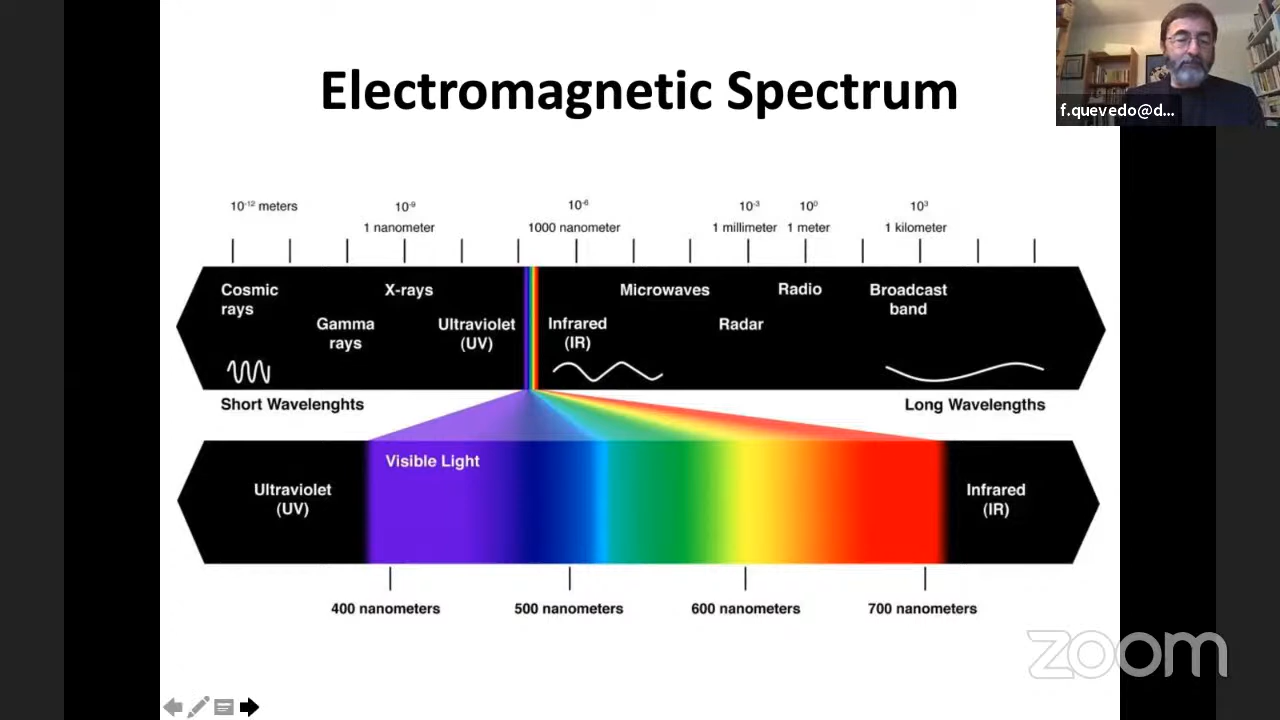 Electromagnetic Spectrum
f.quevedo@d...
10⁻¹² meters
10⁻⁹
1 nanometer
10⁻⁶
1000 nanometer
10⁻³
1 millimeter
10⁰
1 meter
10³
1 kilometer
Cosmic
rays
Gamma
rays
X-rays
Ultraviolet
(UV)
Infrared
(IR)
Microwaves
Radar
Radio
Broadcast
band
Short Wavelenghts
Long Wavelengths
Visible Light
Ultraviolet
(UV)
Infrared
(IR)
400 nanometers
500 nanometers
600 nanometers
700 nanometers
zoom